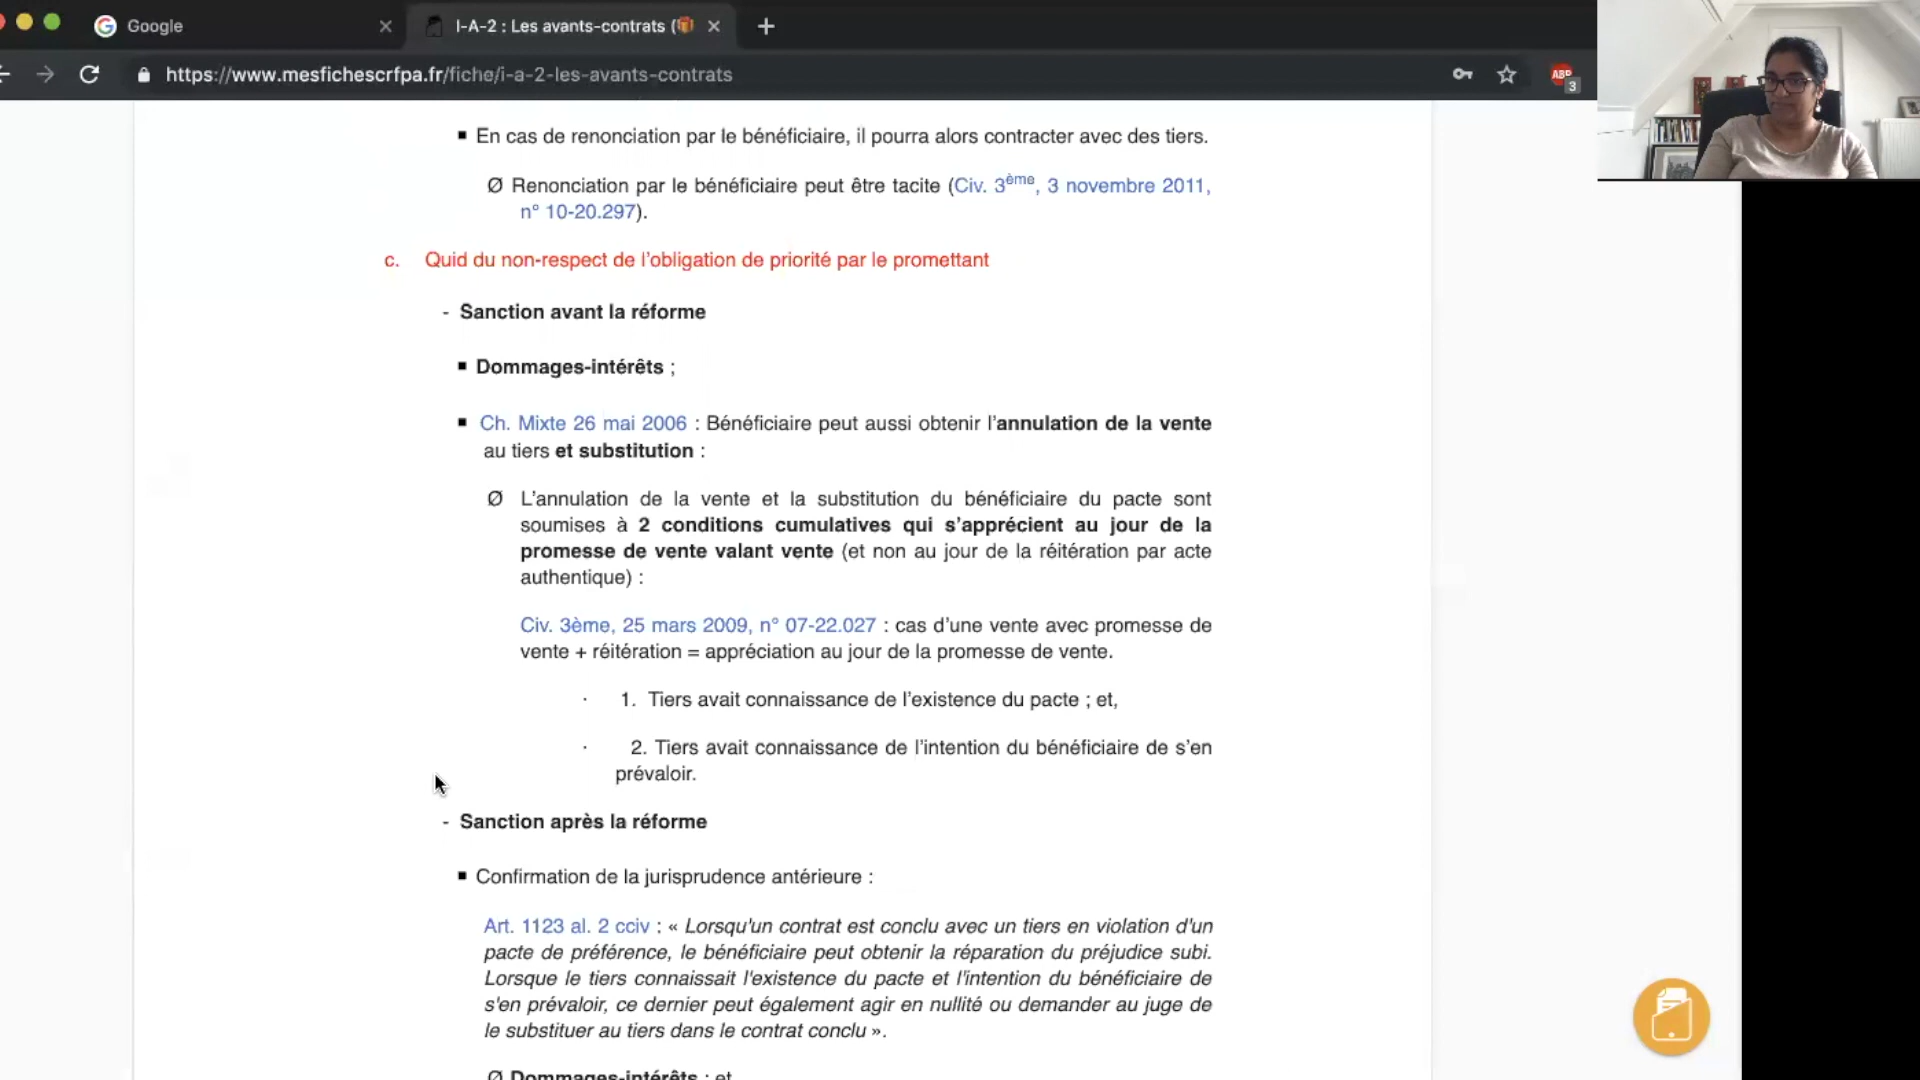 Google
I-A-2 : Les avants-contrats (
https://www.mesfichescrfpa.fr/fiche/i-a-2-les-avants-contrats
ABP
3
▪ En cas de renonciation par le bénéficiaire, il pourra alors contracter avec des tiers.
Ø Renonciation par le bénéficiaire peut être tacite (Civ. 3ème, 3 novembre 2011,
n° 10-20.297).
c. Quid du non-respect de l'obligation de priorité par le promettant
- Sanction avant la réforme
▪ Dommages-intérêts ;
▪ Ch. Mixte 26 mai 2006 : Bénéficiaire peut aussi obtenir l'annulation de la vente
au tiers et substitution :
Ø L'annulation de la vente et la substitution du bénéficiaire du pacte sont
soumises à 2 conditions cumulatives qui s'apprécient au jour de la
promesse de vente valant vente (et non au jour de la réitération par acte
authentique) :
Civ. 3ème, 25 mars 2009, n° 07-22.027 : cas d'une vente avec promesse de
vente + réitération = appréciation au jour de la promesse de vente.
· 1. Tiers avait connaissance de l'existence du pacte ; et,
· 2. Tiers avait connaissance de l'intention du bénéficiaire de s'en
prévaloir.
- Sanction après la réforme
▪ Confirmation de la jurisprudence antérieure :
Art. 1123 al. 2 cciv : « Lorsqu'un contrat est conclu avec un tiers en violation d'un
pacte de préférence, le bénéficiaire peut obtenir la réparation du préjudice subi.
Lorsque le tiers connaissait l'existence du pacte et l'intention du bénéficiaire de
s'en prévaloir, ce dernier peut également agir en nullité ou demander au juge de
le substituer au tiers dans le contrat conclu ».
Ø Dommages-intérêts ; et